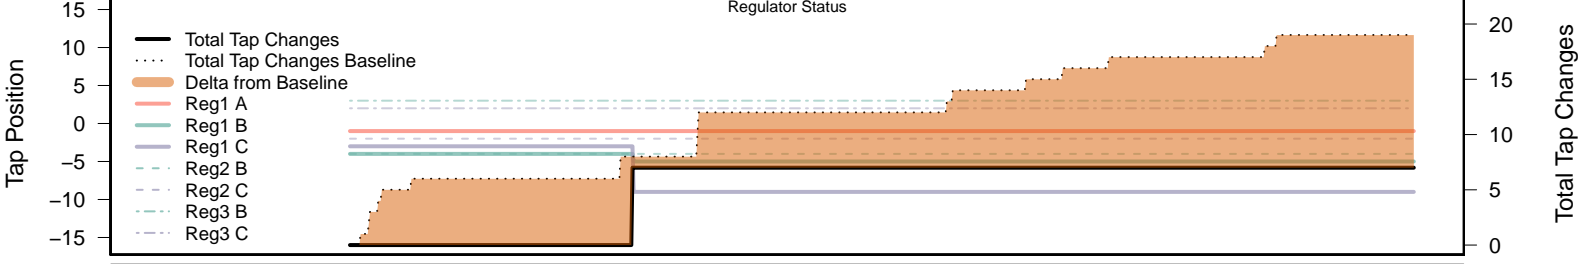 Regulator Status
Tap Position
15
10
5
0
−5
−10
−15
Total Tap Changes
Total Tap Changes Baseline
Delta from Baseline
Reg1 A
Reg1 B
Reg1 C
Reg2 B
Reg2 C
Reg3 B
Reg3 C
20
15
10
5
0
Total Tap Changes